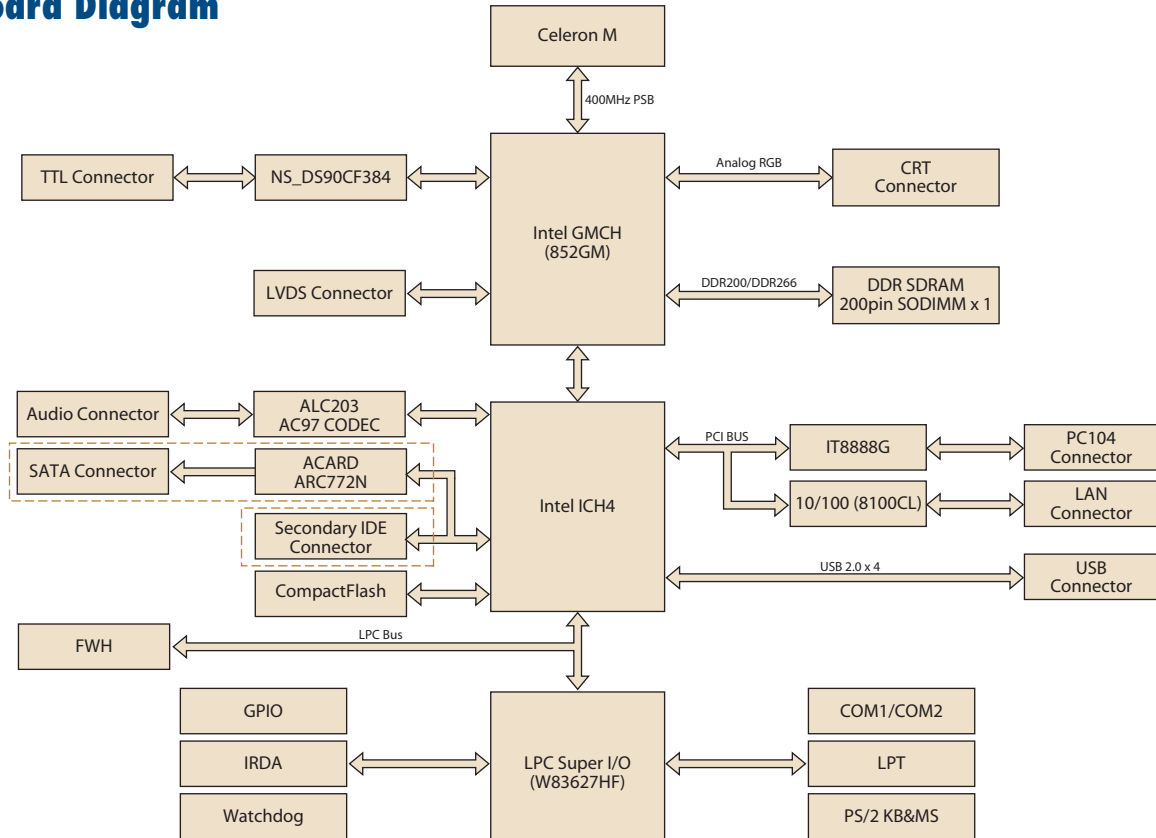 Board Diagram
Celeron M
400MHz PSB
TTL Connector
NS_DS90CF384
Analog RGB
CRT
Connector
Intel GMCH
(852GM)
LVDS Connector
DDR200/DDR266
DDR SDRAM
200pin SODIMM x 1
Audio Connector
ALC203
AC97 CODEC
PCI BUS
IT8888G
PC104
Connector
SATA Connector
ACARD
ARC772N
Intel ICH4
10/100 (8100CL)
LAN
Connector
Secondary IDE
Connector
USB 2.0 x 4
USB
Connector
CompactFlash
FWH
LPC Bus
GPIO
COM1/COM2
IRDA
LPC Super I/O
(W83627HF)
LPT
Watchdog
PS/2 KB&MS